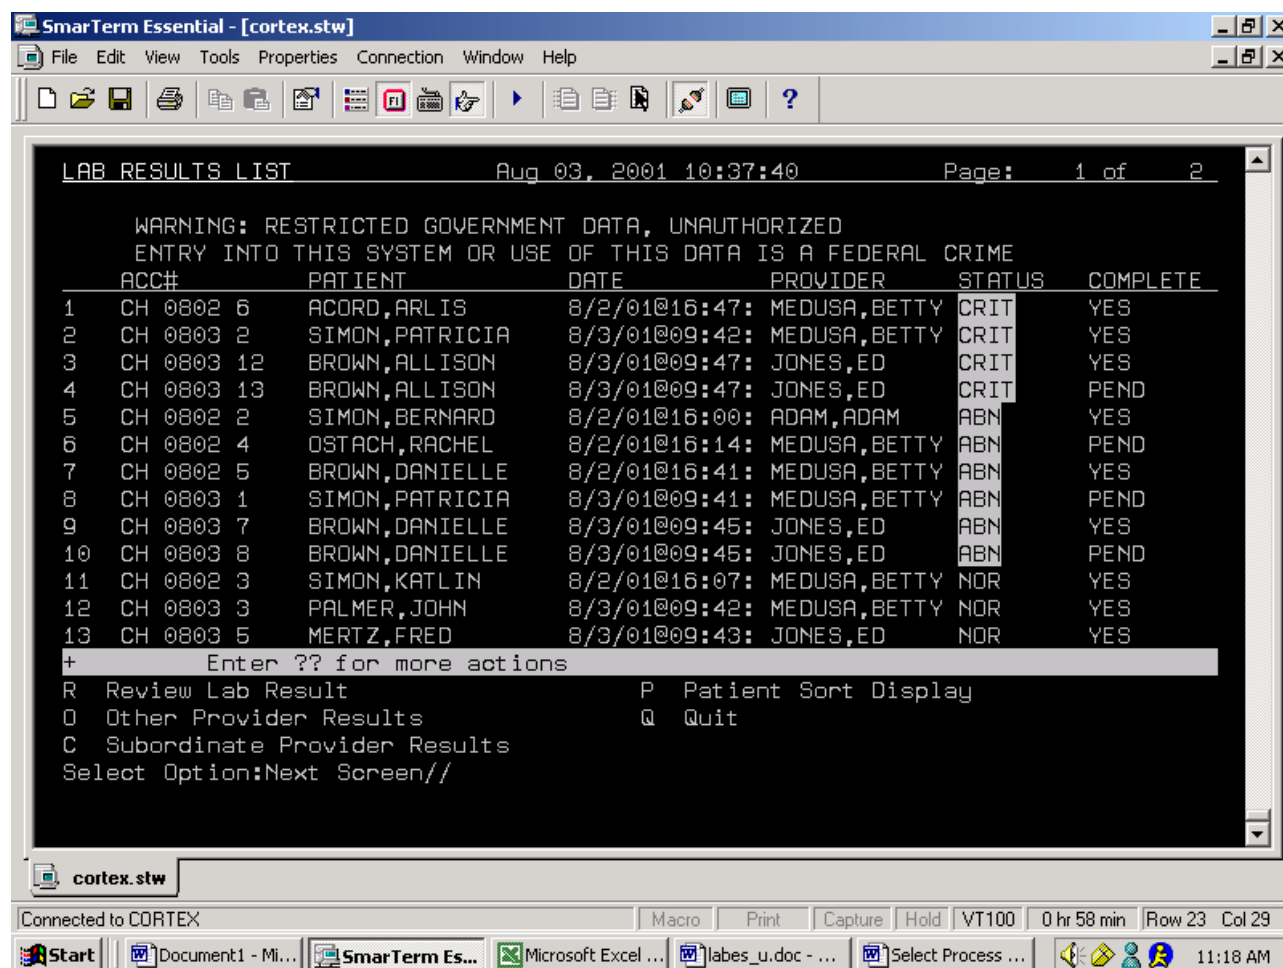 SmarTerm Essential - [cortex.stw]
File Edit View Tools Properties Connection Window Help
LAB RESULTS LIST Aug 03, 2001 10:37:40 Page: 1 of 2
WARNING: RESTRICTED GOVERNMENT DATA, UNAUTHORIZED
ENTRY INTO THIS SYSTEM OR USE OF THIS DATA IS A FEDERAL CRIME
ACC# PATIENT DATE PROVIDER STATUS COMPLETE
1 CH 0802 6 ACORD,ARLIS 8/2/01@16:47: MEDUSA,BETTY CRIT YES
2 CH 0803 2 SIMON,PATRICIA 8/3/01@09:42: MEDUSA,BETTY CRIT YES
3 CH 0803 12 BROWN,ALLISON 8/3/01@09:47: JONES,ED CRIT YES
4 CH 0803 13 BROWN,ALLISON 8/3/01@09:47: JONES,ED CRIT PEND
5 CH 0802 2 SIMON,BERNARD 8/2/01@16:00: ADAM,ADAM ABN YES
6 CH 0802 4 OSTACH,RACHEL 8/2/01@16:14: MEDUSA,BETTY ABN PEND
7 CH 0802 5 BROWN,DANIELLE 8/2/01@16:41: MEDUSA,BETTY ABN YES
8 CH 0803 1 SIMON,PATRICIA 8/3/01@09:41: MEDUSA,BETTY ABN PEND
9 CH 0803 7 BROWN,DANIELLE 8/3/01@09:45: JONES,ED ABN YES
10 CH 0803 8 BROWN,DANIELLE 8/3/01@09:45: JONES,ED ABN PEND
11 CH 0802 3 SIMON,KATLIN 8/2/01@16:07: MEDUSA,BETTY NOR YES
12 CH 0803 3 PALMER,JOHN 8/3/01@09:42: MEDUSA,BETTY NOR YES
13 CH 0803 5 MERTZ,FRED 8/3/01@09:43: JONES,ED NOR YES
+ Enter ?? for more actions
R Review Lab Result P Patient Sort Display
O Other Provider Results Q Quit
C Subordinate Provider Results
Select Option:Next Screen//
cortex.stw
Connected to CORTEX Macro Print Capture Hold VT100 0 hr 58 min Row 23 Col 29
Start Document1 - Mi... SmarTerm Es... Microsoft Excel ... labes_u.doc - ... Select Process ... 11:18 AM